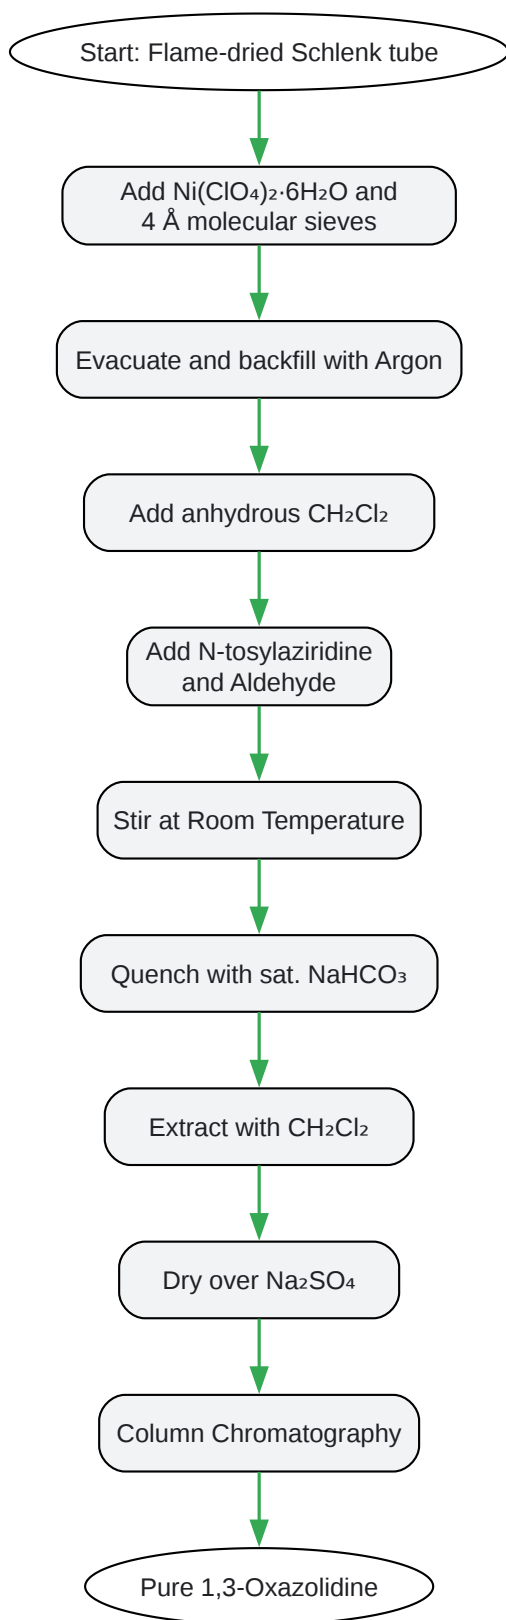 Start: Flame-dried Schlenk tube
Add Ni(ClO₄)₂·6H₂O and
4 Å molecular sieves
Evacuate and backfill with Argon
Add anhydrous CH₂Cl₂
Add N-tosylaziridine
and Aldehyde
Stir at Room Temperature
Quench with sat. NaHCO₃
Extract with CH₂Cl₂
Dry over Na₂SO₄
Column Chromatography
Pure 1,3-Oxazolidine